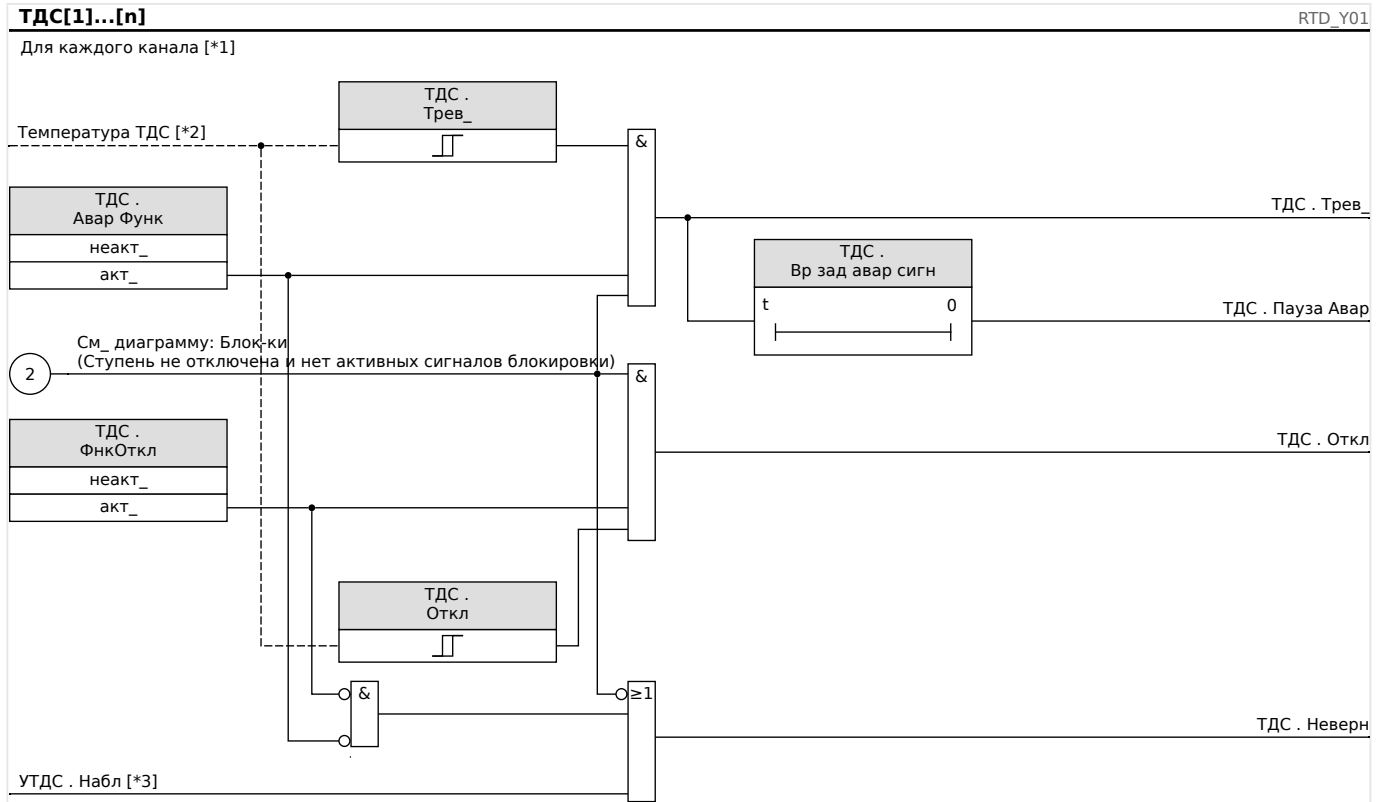 ТДС[1]...[n]
RTD_Y01
Для каждого канала [*1]
ТДС .
Трев_
Температура ТДС [*2]
&
ТДС .
Авар Функ
неакт_
акт_
ТДС . Трев_
ТДС .
Вр зад авар сигн
t 0
ТДС . Пауза Авар
См_ диаграмму: Блок-ки
(Ступень не отключена и нет активных сигналов блокировки)
2
&
ТДС .
ФнкОткл
неакт_
акт_
ТДС . Откл
ТДС .
Откл
&
≥1
ТДС . Неверн
УТДС . Набл [*3]